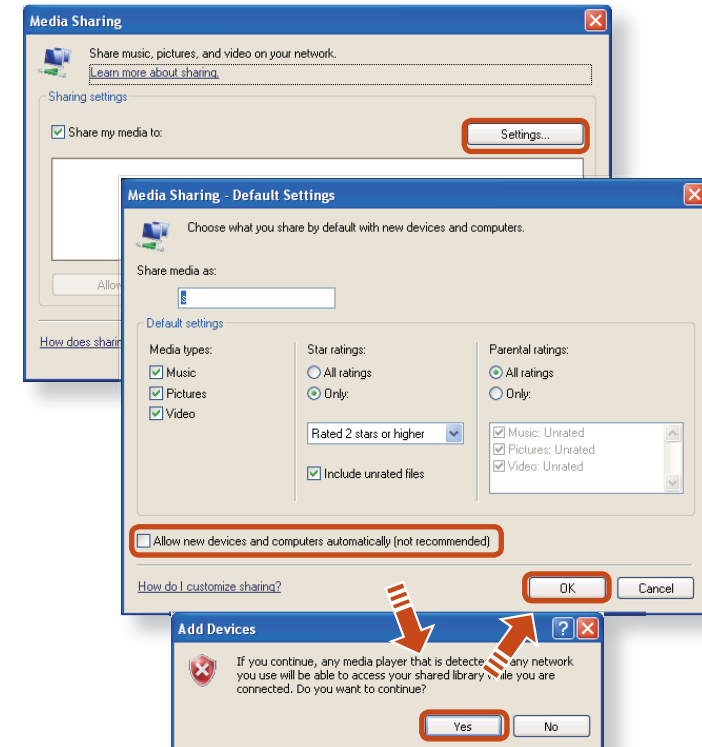 Media Sharing
Share music, pictures, and video on your network.
Learn more about sharing.
Sharing settings
Share my media to:
Settings...
Media Sharing - Default Settings
Choose what you share by default with new devices and computers.
Share media as:
s
Default settings
Media types:
Music
Pictures
Video
Star ratings:
All ratings
Only:
Rated 2 stars or higher
Include unrated files
Parental ratings:
All ratings
Only:
Music: Unrated
Pictures: Unrated
Video: Unrated
Allow
How does
Allow new devices and computers automatically (not recommended)
How do I customize sharing?
OK
Cancel
Add Devices
If you continue, any media player that is any network
you use will be able to access your shared library you are
connected. Do you want to continue?
Yes
No